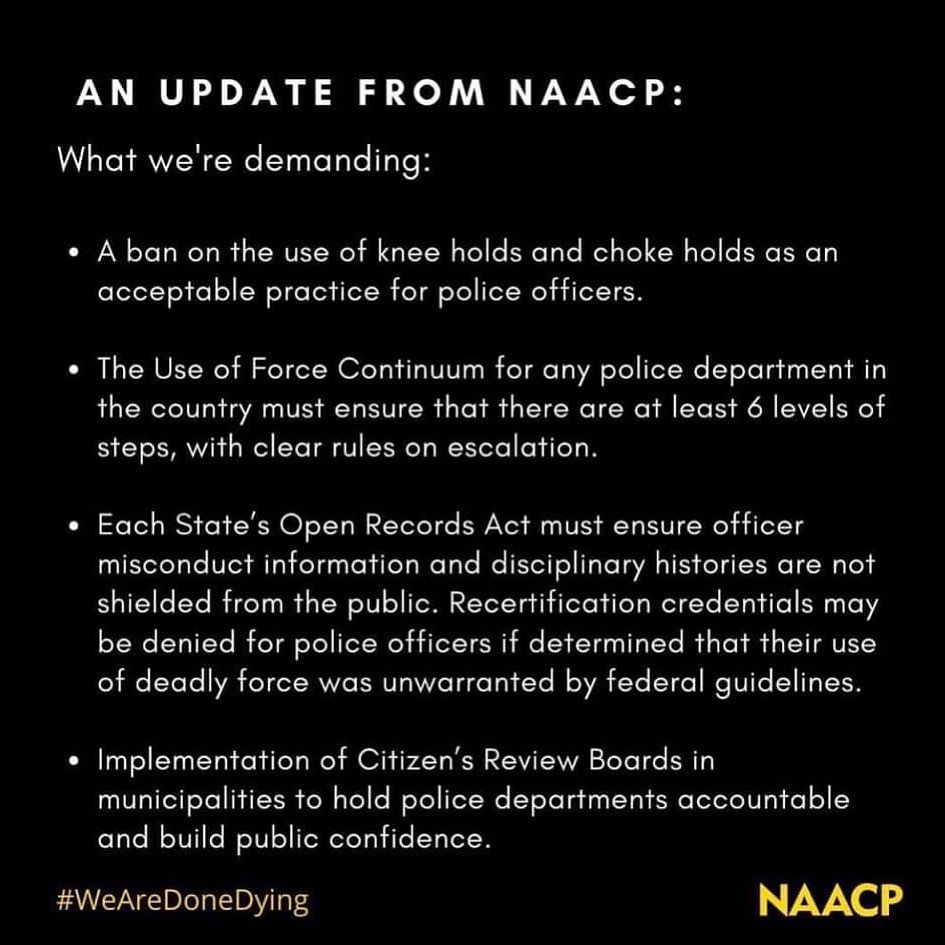 AN UPDATE FROM NAACP:
What we're demanding:
• A ban on the use of knee holds and choke holds as an
acceptable practice for police officers.
• The Use of Force Continuum for any police department in
the country must ensure that there are at least 6 levels of
steps, with clear rules on escalation.
• Each State’s Open Records Act must ensure officer
misconduct information and disciplinary histories are not
shielded from the public. Recertification credentials may
be denied for police officers if determined that their use
of deadly force was unwarranted by federal guidelines.
• Implementation of Citizen’s Review Boards in
municipalities to hold police departments accountable
and build public confidence.
#WeAreDoneDying
NAACP